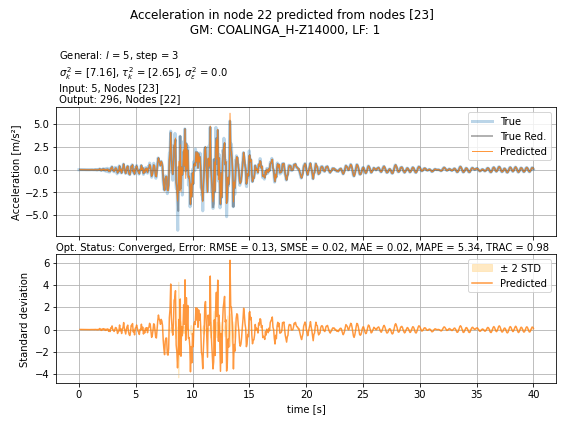 Acceleration in node 22 predicted from nodes [23]
GM: COALINGA_H-Z14000, LF: 1
General: l = 5, step = 3
σ²ₖ = [7.16], τ²ₖ = [2.65], σ²ₑ = 0.0
Input: 5, Nodes [23]
Output: 296, Nodes [22]
Acceleration [m/s²]
5.0
2.5
0.0
−2.5
−5.0
True
True Red.
Predicted
Opt. Status: Converged, Error: RMSE = 0.13, SMSE = 0.02, MAE = 0.02, MAPE = 5.34, TRAC = 0.98
Standard deviation
6
4
2
0
−2
−4
± 2 STD
Predicted
0 5 10 15 20 25 30 35 40
time [s]